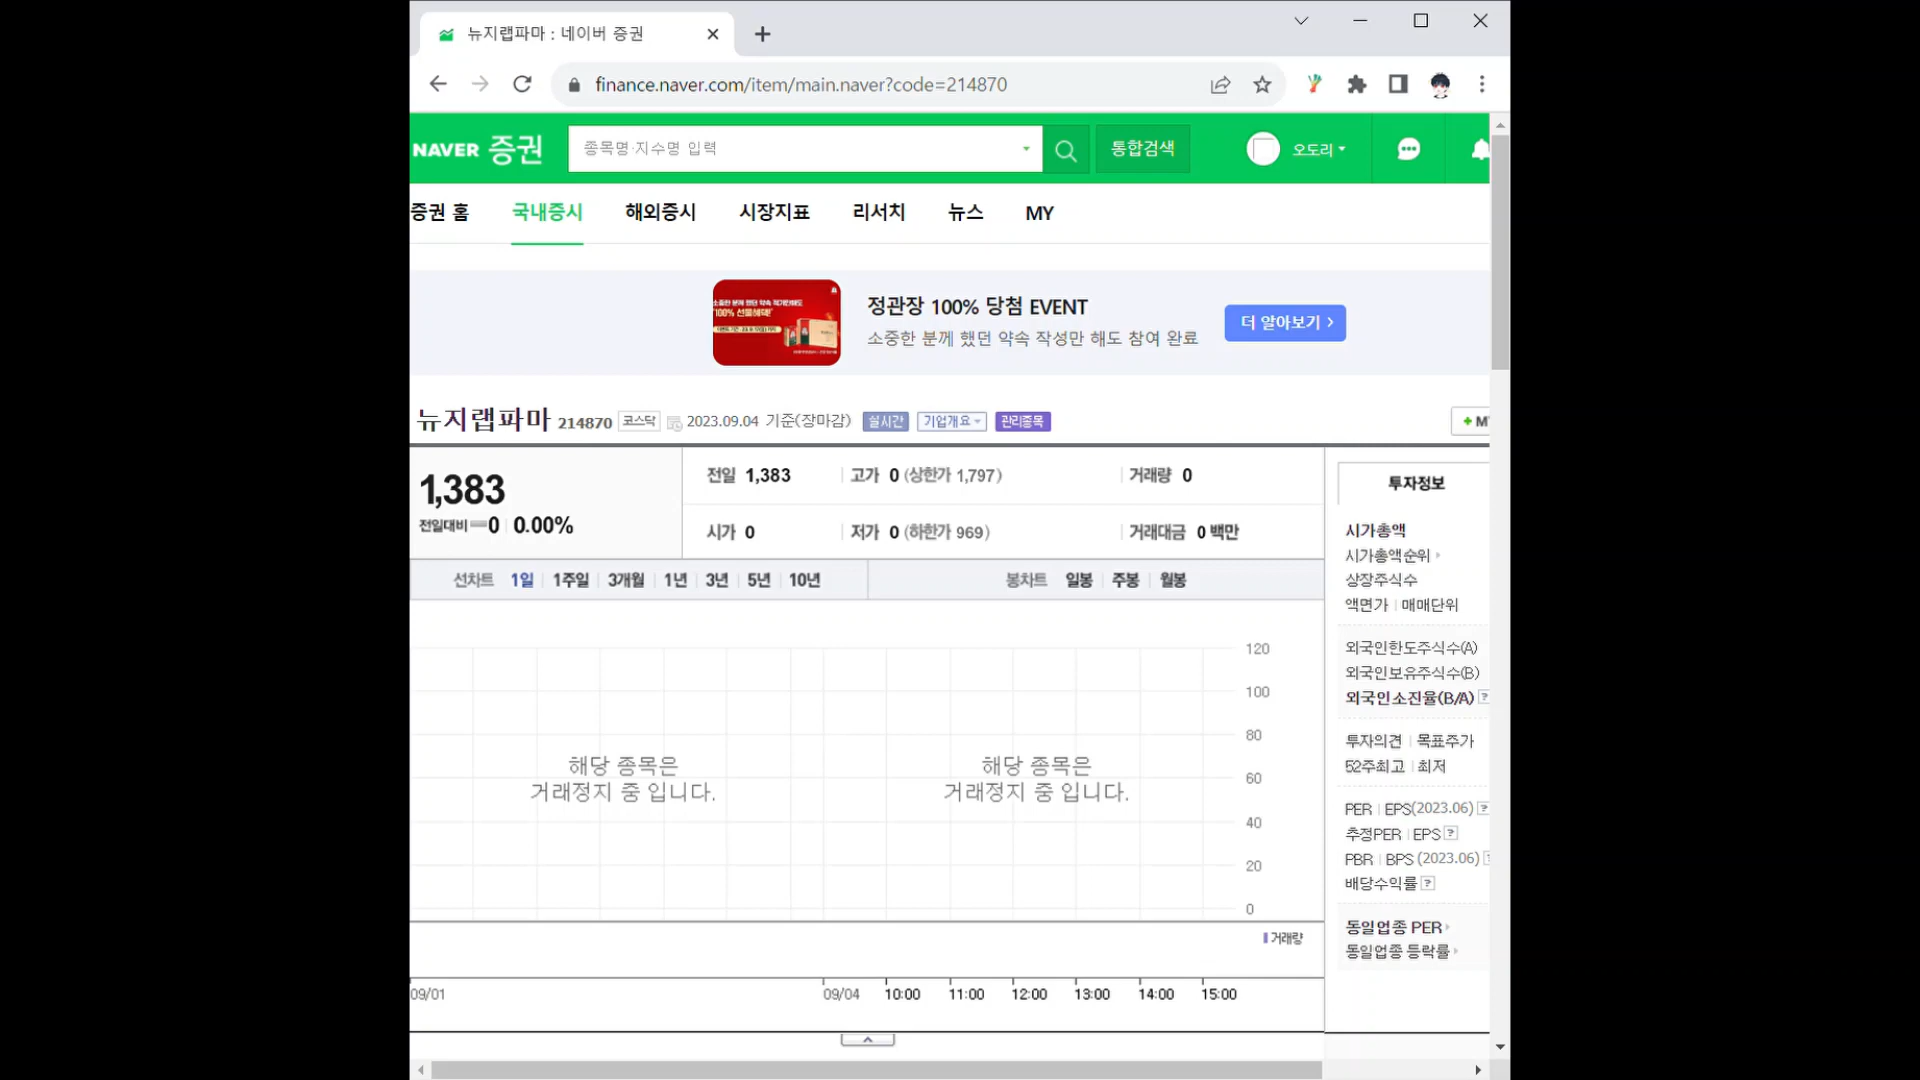 뉴지랩파마 : 네이버 증권
finance.naver.com/item/main.naver?code=214870
NAVER 증권
종목명·지수명 입력
통합검색
오토리
증권 홈 국내증시 해외증시 시장지표 리서치 뉴스 MY
100% 선물혜택!
정관장 100% 당첨 EVENT
소중한 분께 했던 약속 작성만 해도 참여 완료
더 알아보기 >
뉴지랩파마 214870 코스닥 2023.09.04 기준(장마감) 실시간 기업개요 관리종목
+ M
1,383
전일대비 0 0.00%
전일 1,383 고가 0 (상한가 1,797) 거래량 0
시가 0 저가 0 (하한가 969) 거래대금 0 백만
선차트 1일 1주일 3개월 1년 3년 5년 10년 봉차트 일봉 주봉 월봉
120
100
80
60
40
20
0
해당 종목은
거래정지 중 입니다.
해당 종목은
거래정지 중 입니다.
거래량
09/01 09/04 10:00 11:00 12:00 13:00 14:00 15:00
투자정보
시가총액
시가총액순위
상장주식수
액면가 | 매매단위
외국인한도주식수(A)
외국인보유주식수(B)
외국인소진율(B/A) ?
투자의견 | 목표주가
52주최고 | 최저
PER | EPS(2023.06) ?
추정PER | EPS ?
PBR | BPS (2023.06) ?
배당수익률 ?
동일업종 PER
동일업종 등락률